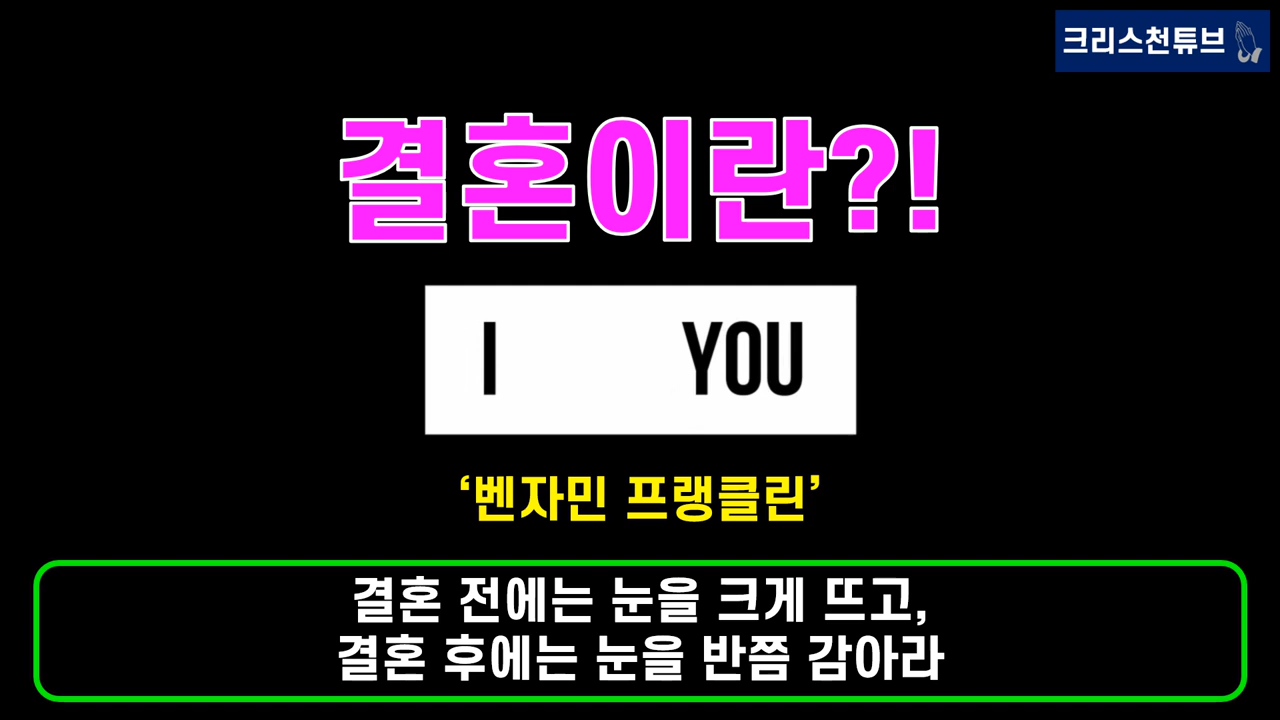 크리스천튜브
결혼이란?!
I YOU
‘벤자민 프랭클린’
결혼 전에는 눈을 크게 뜨고,
결혼 후에는 눈을 반쯤 감아라